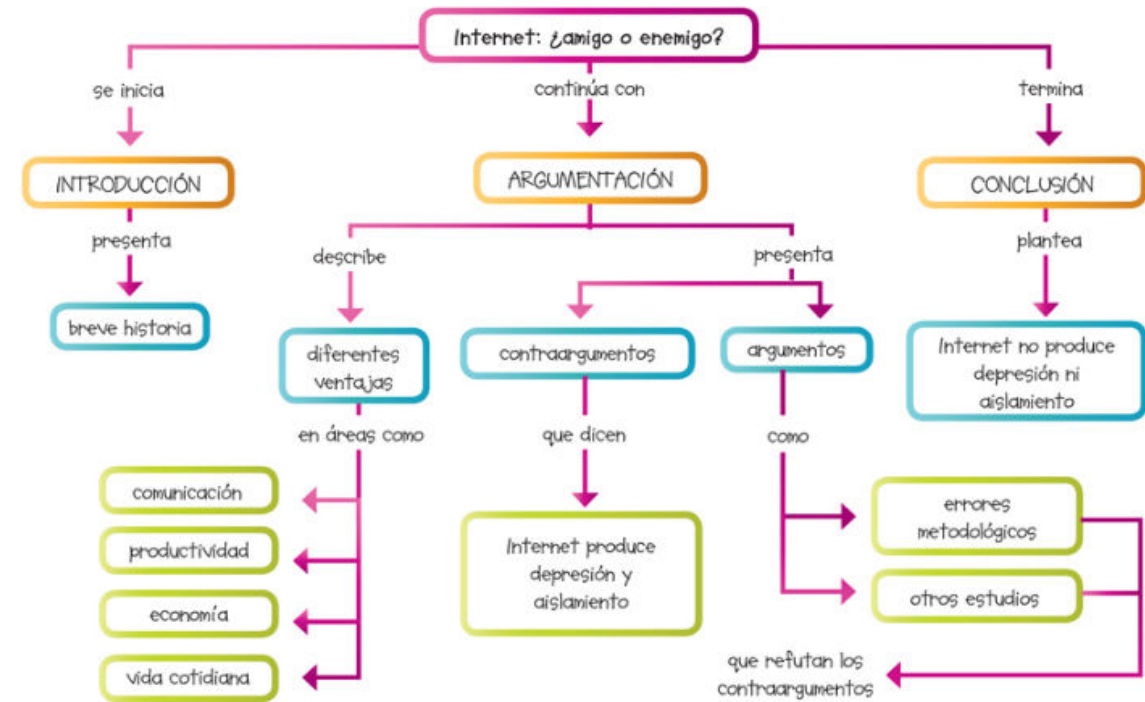 Internet: ¿amigo o enemigo?
se inicia
continúa con
termina
INTRODUCCIÓN
ARGUMENTACIÓN
CONCLUSIÓN
presenta
describe
presenta
plantea
breve historia
diferentes
ventajas
contraargumentos
argumentos
Internet no produce
depresión ni
aislamiento
en áreas como
que dicen
como
comunicación
productividad
economía
vida cotidiana
Internet produce
depresión y
aislamiento
errores
metodológicos
otros estudios
que refutan los
contraargumentos